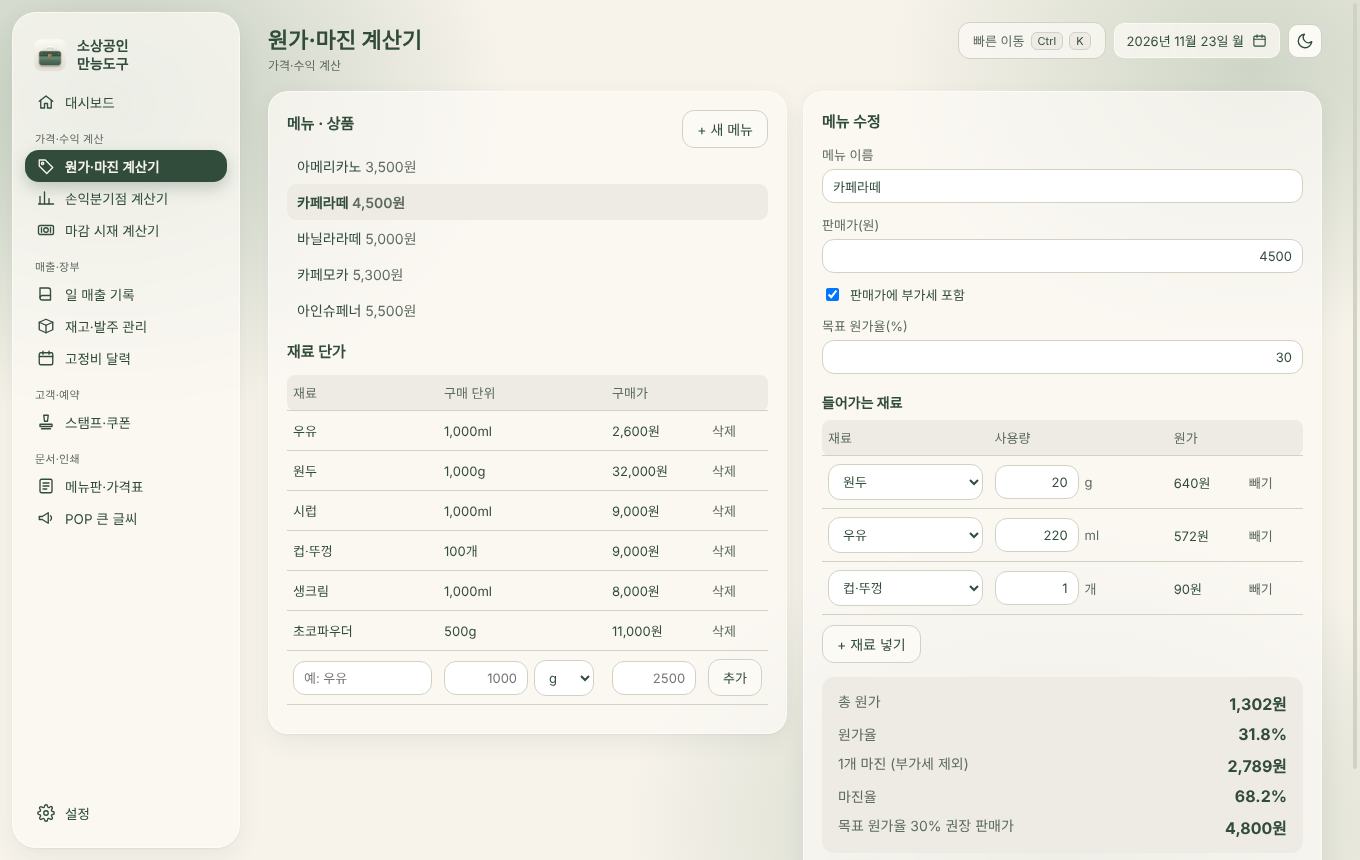 소상공인
만능도구
대시보드
가격·수익 계산
원가·마진 계산기
손익분기점 계산기
마감 시재 계산기
매출·장부
일 매출 기록
재고·발주 관리
고정비 달력
고객·예약
스탬프·쿠폰
문서·인쇄
메뉴판·가격표
POP 큰 글씨
설정
원가·마진 계산기
가격·수익 계산
빠른 이동 Ctrl K
2026년 11월 23일 월
메뉴 · 상품
+ 새 메뉴
아메리카노 3,500원
카페라떼 4,500원
바닐라라떼 5,000원
카페모카 5,300원
아인슈페너 5,500원
재료 단가
재료 구매 단위 구매가
우유 1,000ml 2,600원 삭제
원두 1,000g 32,000원 삭제
시럽 1,000ml 9,000원 삭제
컵·뚜껑 100개 9,000원 삭제
생크림 1,000ml 8,000원 삭제
초코파우더 500g 11,000원 삭제
예: 우유 1000 g 2500 추가
메뉴 수정
메뉴 이름
카페라떼
판매가(원)
4500
판매가에 부가세 포함
목표 원가율(%)
30
들어가는 재료
재료 사용량 원가
원두 20 g 640원 빼기
우유 220 ml 572원 빼기
컵·뚜껑 1 개 90원 빼기
+ 재료 넣기
총 원가 1,302원
원가율 31.8%
1개 마진 (부가세 제외) 2,789원
마진율 68.2%
목표 원가율 30% 권장 판매가 4,800원